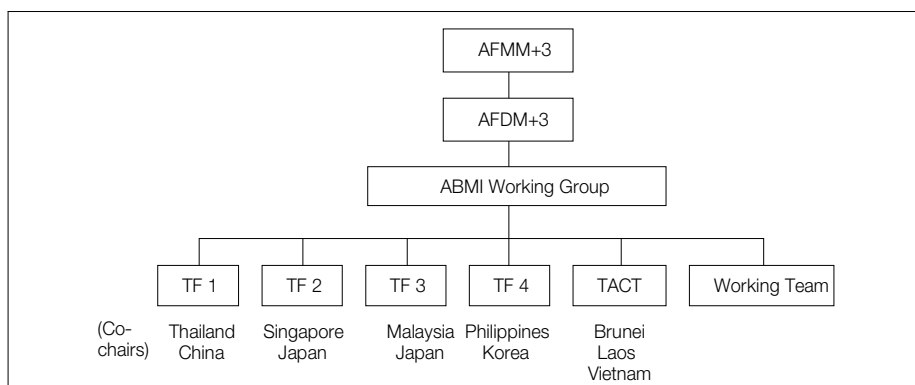 AFMM+3
AFDM+3
ABMI Working Group
TF 1 TF 2 TF 3 TF 4 TACT Working Team
(Co-
chairs)
Thailand
China
Singapore
Japan
Malaysia
Japan
Philippines
Korea
Brunei
Laos
Vietnam